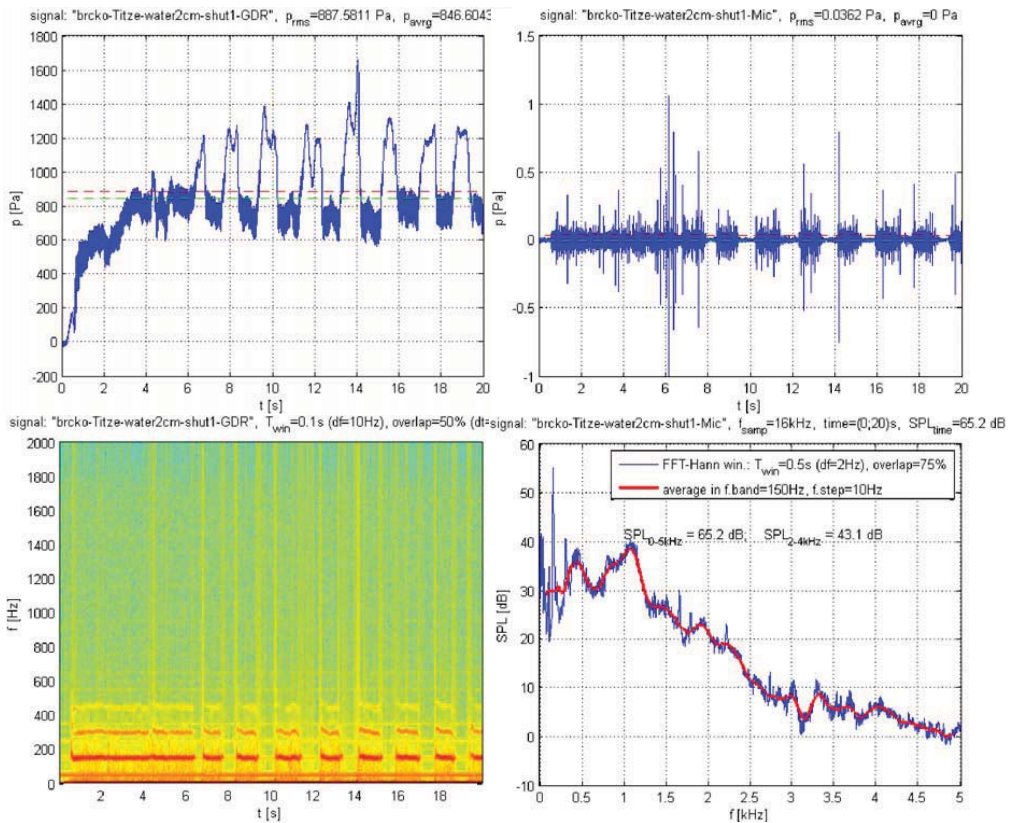 signal: "brcko-Titze-water2cm-shut1-GDR", p_rms=887.5811 Pa, p_avrg=846.6043
1800
1600
1400
1200
1000
800
600
400
200
0
-200
p [Pa]
0 2 4 6 8 10 12 14 16 18 20
t [s]
signal: "brcko-Titze-water2cm-shut1-Mic", p_rms=0.0362 Pa, p_avrg=0 Pa
1.5
1
0.5
0
-0.5
-1
p [Pa]
0 2 4 6 8 10 12 14 16 18 20
t [s]
signal: "brcko-Titze-water2cm-shut1-GDR", T_win=0.1s (df=10Hz), overlap=50% (dt=
2000
1800
1600
1400
1200
1000
800
600
400
200
0
f [Hz]
2 4 6 8 10 12 14 16 18
t [s]
signal: "brcko-Titze-water2cm-shut1-Mic", f_samp=16kHz, time=(0;20)s, SPL_time=65.2 dB
60
50
40
30
20
10
0
-10
SPL [dB]
FFT-Hann win.: T_win=0.5s (df=2Hz), overlap=75%
average in f.band=150Hz, f.step=10Hz
SPL_0-5kHz = 65.2 dB; SPL_2-4kHz = 43.1 dB
0 0.5 1 1.5 2 2.5 3 3.5 4 4.5 5
f [kHz]